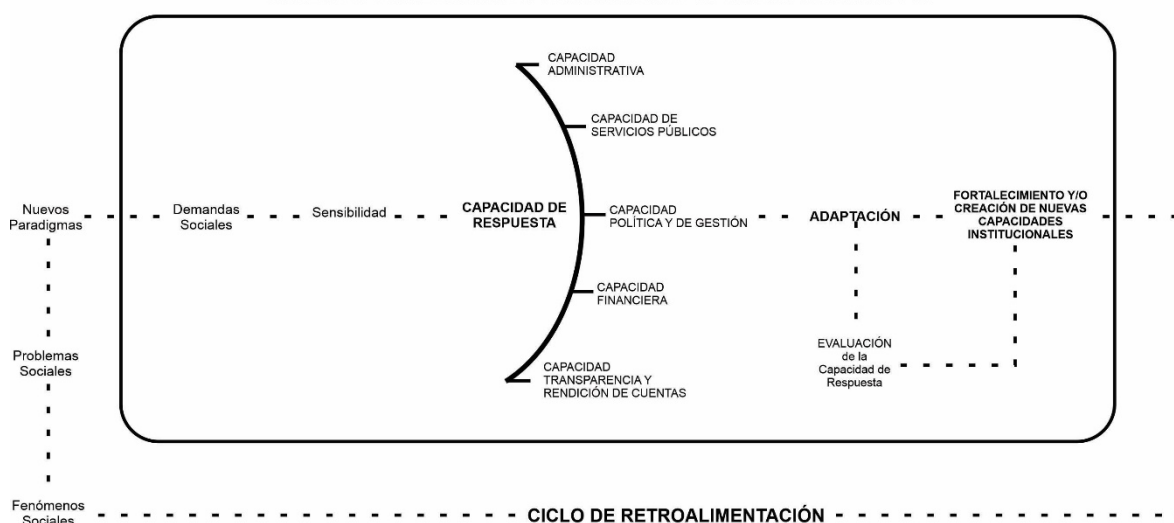 CAPACIDAD
ADMINISTRATIVA
CAPACIDAD DE
SERVICIOS PÚBLICOS
Nuevos
Paradigmas
Demandas
Sociales
Sensibilidad
CAPACIDAD DE
RESPUESTA
CAPACIDAD
POLÍTICA Y DE GESTIÓN
ADAPTACIÓN
FORTALECIMIENTO Y/O
CREACIÓN DE NUEVAS
CAPACIDADES
INSTITUCIONALES
CAPACIDAD
FINANCIERA
Problemas
Sociales
EVALUACIÓN
de la
Capacidad de
Respuesta
CAPACIDAD
TRANSPARENCIA Y
RENDICIÓN DE CUENTAS
Fenómenos
Sociales
CICLO DE RETROALIMENTACIÓN